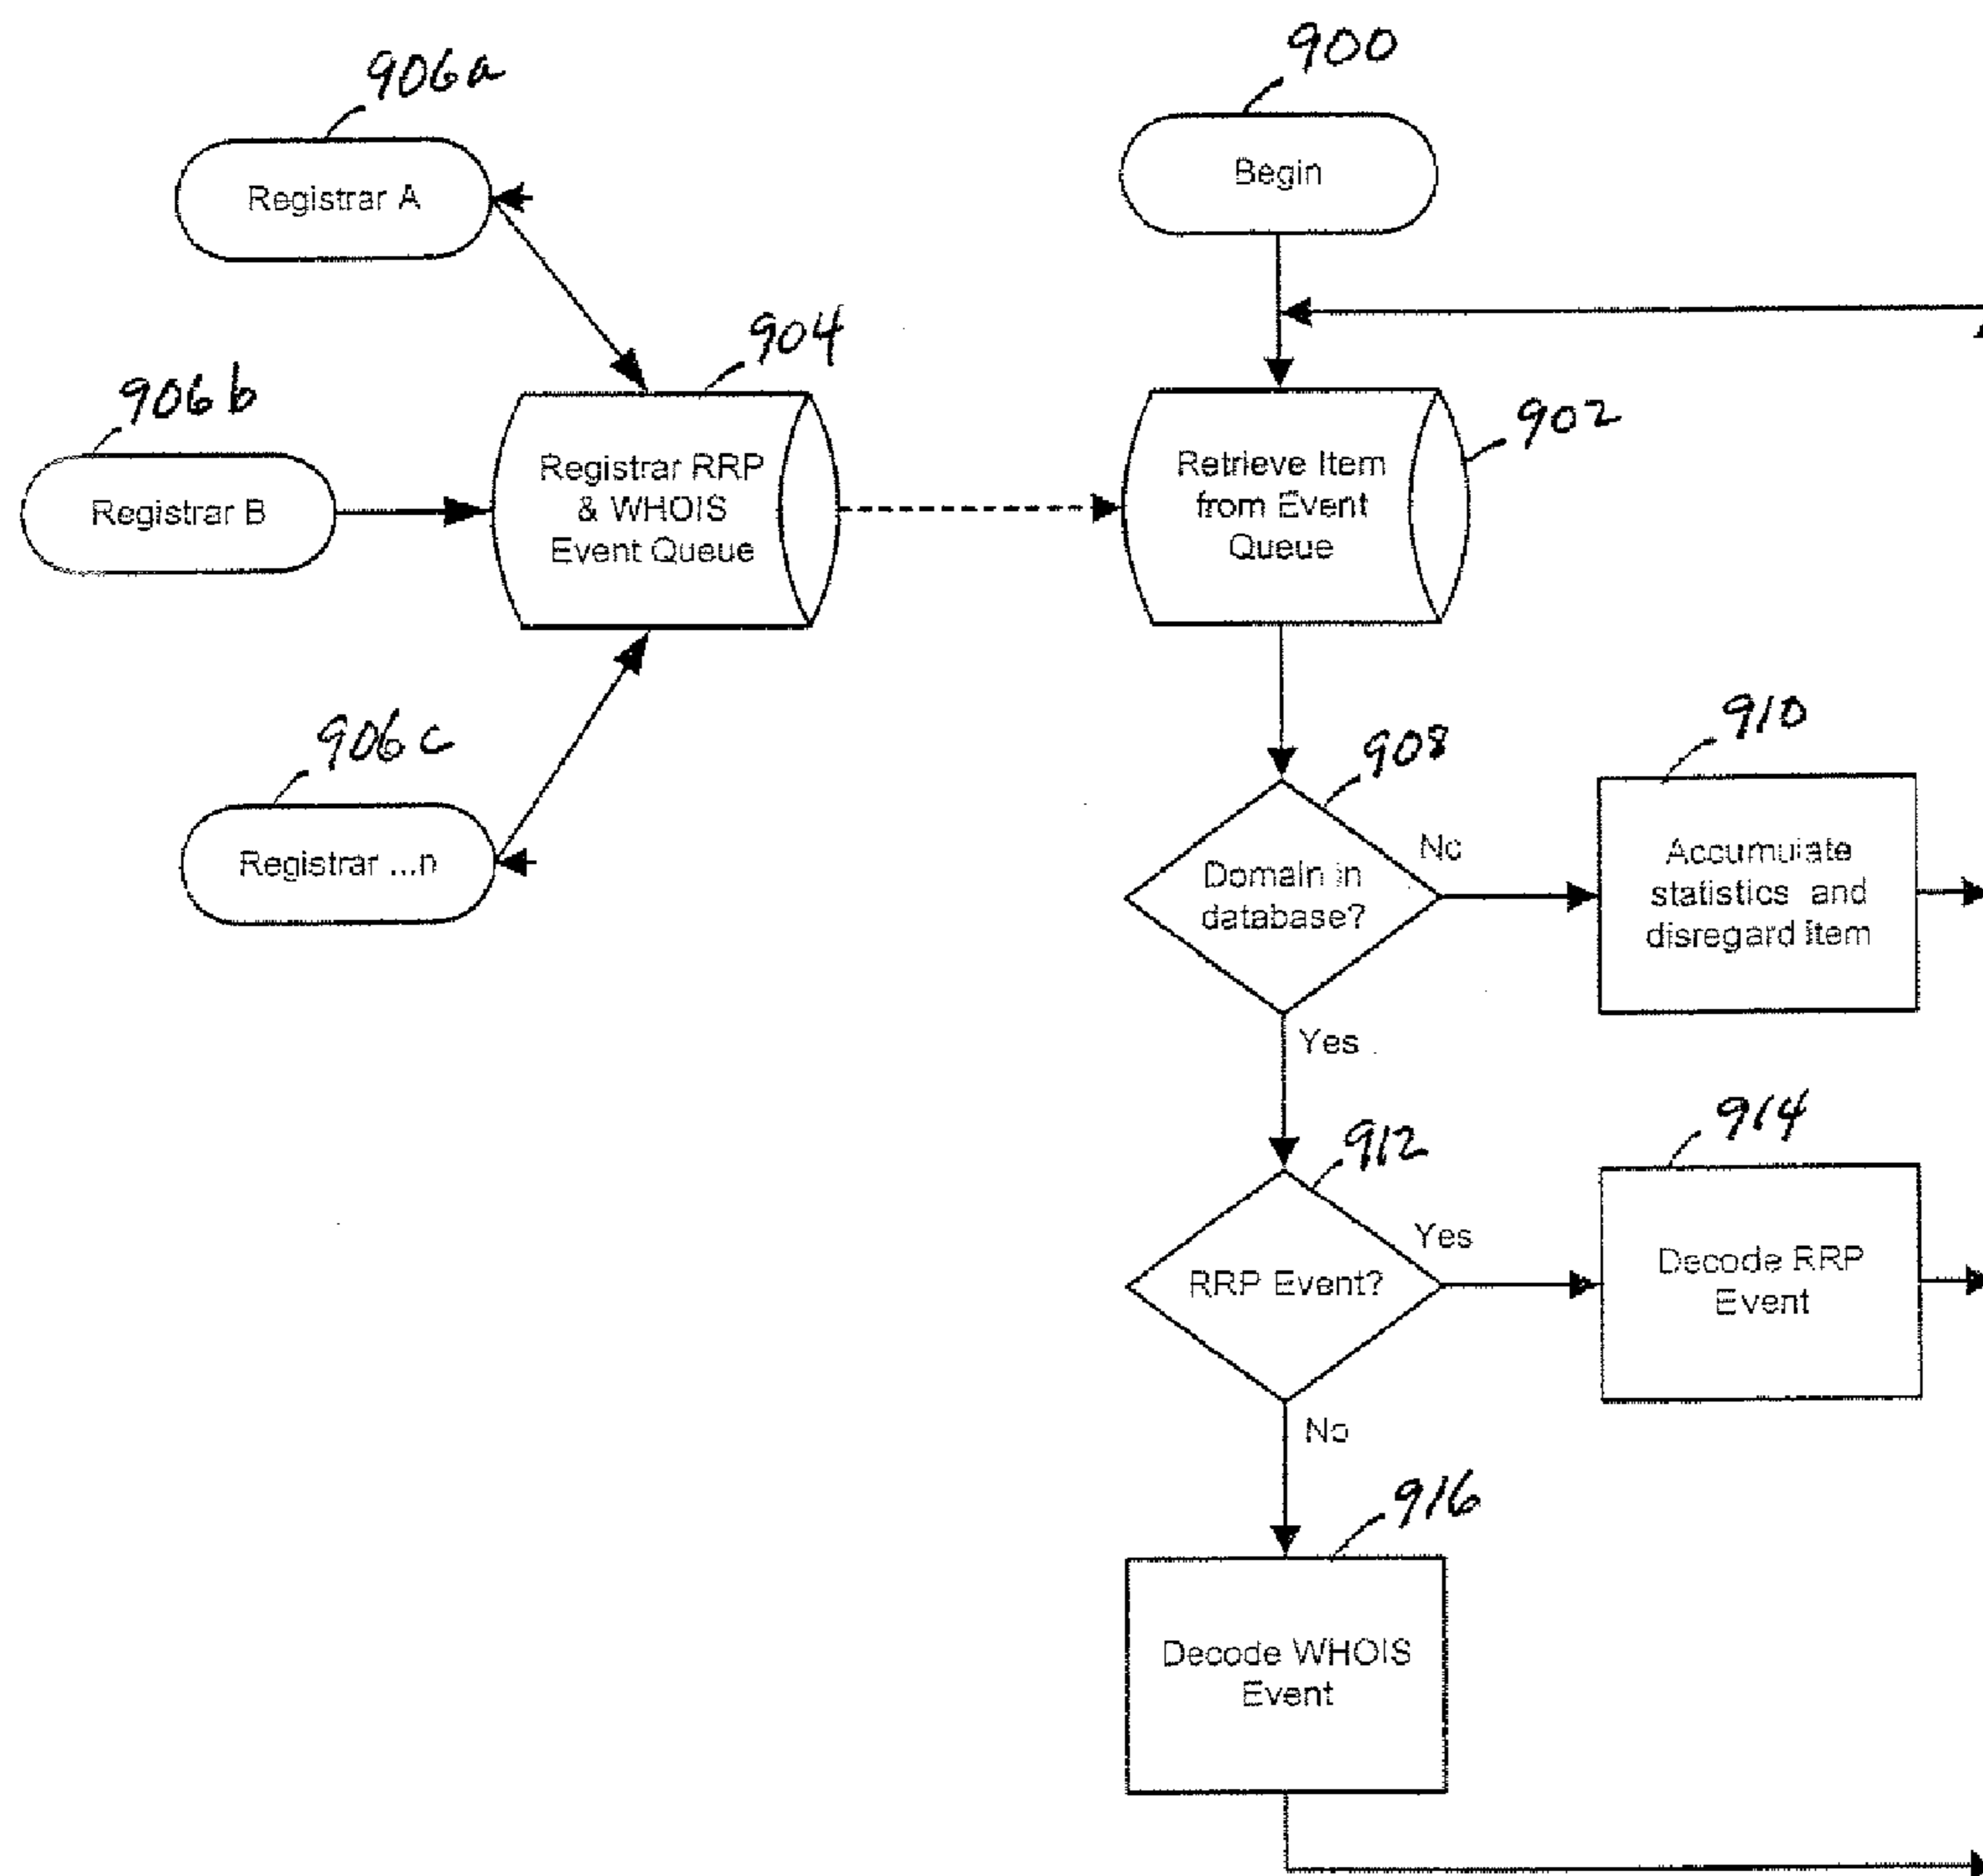 906a
Registrar A
906b
Registrar B
906c
Registrar ...n
904
Registrar RRP
& WHOIS
Event Queue
900
Begin
902
Retrieve Item
from Event
Queue
908
Domain in
database?
No
Yes
910
Accumulate
statistics and
disregard item
912
RRP Event?
Yes
No
914
Decode RRP
Event
916
Decode WHOIS
Event